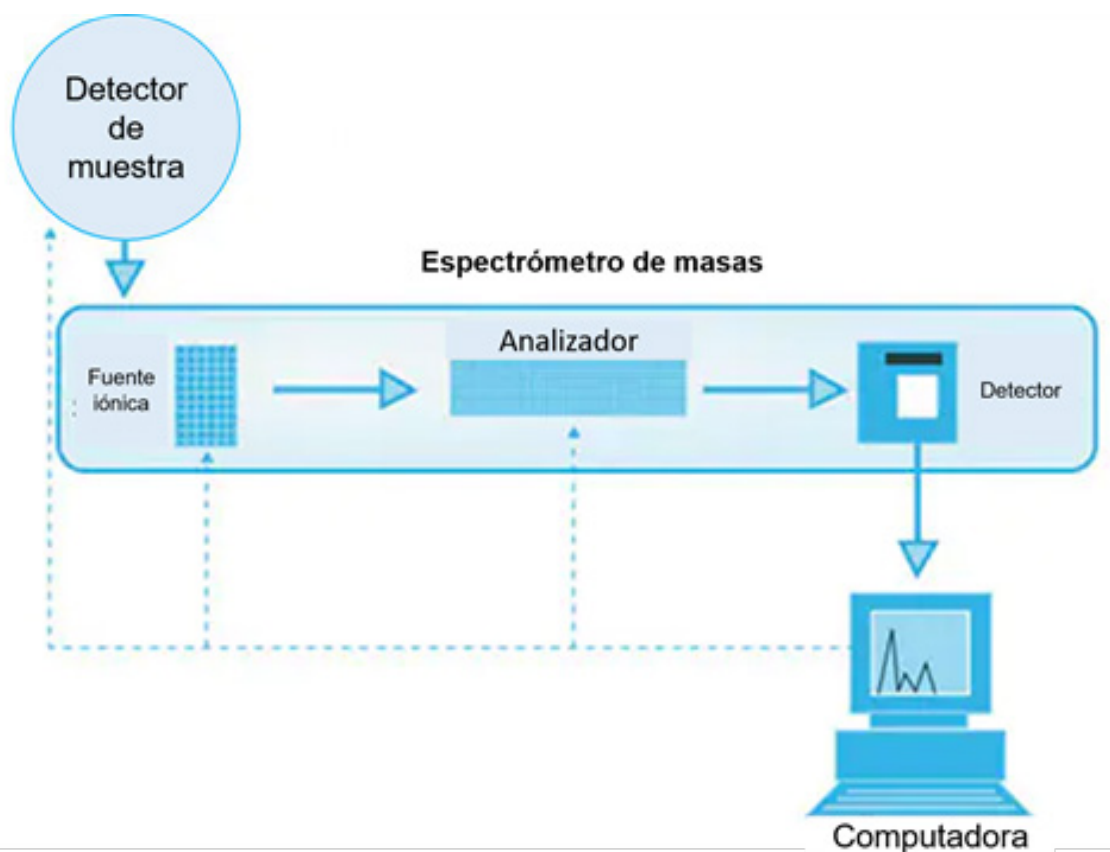 Detector
de
muestra
Espectrómetro de masas
Fuente
: iónica
Analizador
Detector
Computadora